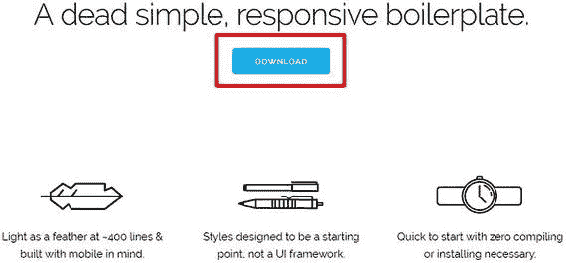 A dead simple, responsive boilerplate.
DOWNLOAD
Light as a feather at ~400 lines &
built with mobile in mind.
Styles designed to be a starting
point, not a UI framework.
Quick to start with zero compiling
or installing necessary.